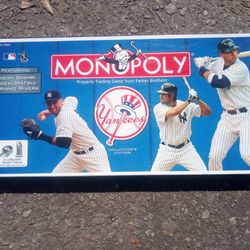 MONOPOLY
Property Trading Game from Parker Brothers
FEATURING:
JASON GIAMBI
HIDEKI MATSUI
MARIANO RIVERA
Yankees
COLLECTOR'S
EDITION